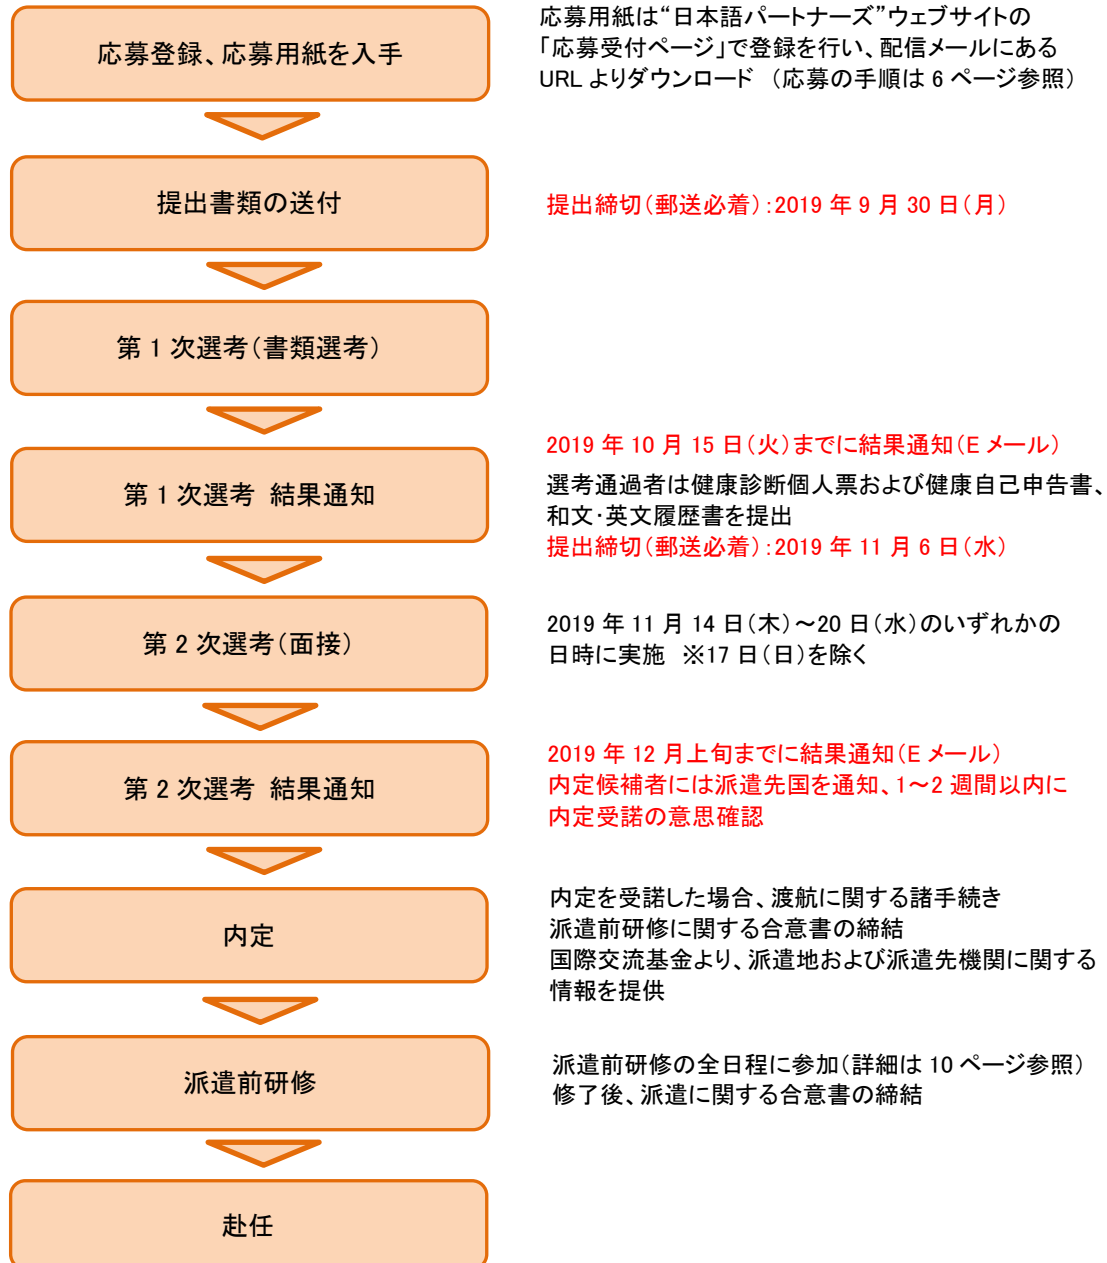 応募登録、応募用紙を入手
応募用紙は“日本語パートナーズ”ウェブサイトの
「応募受付ページ」で登録を行い、配信メールにある
URL よりダウンロード （応募の手順は 6 ページ参照）
提出書類の送付
提出締切（郵送必着）：2019 年 9 月 30 日（月）
第 1 次選考（書類選考）
第 1 次選考 結果通知
2019 年 10 月 15 日（火）までに結果通知（E メール）
選考通過者は健康診断個人票および健康自己申告書、
和文・英文履歴書を提出
提出締切（郵送必着）：2019 年 11 月 6 日（水）
第 2 次選考（面接）
2019 年 11 月 14 日（木）～20 日（水）のいずれかの
日時に実施 ※17 日（日）を除く
第 2 次選考 結果通知
2019 年 12 月上旬までに結果通知（E メール）
内定候補者には派遣先国を通知、1～2 週間以内に
内定受諾の意思確認
内定
内定を受諾した場合、渡航に関する諸手続き
派遣前研修に関する合意書の締結
国際交流基金より、派遣地および派遣先機関に関する
情報を提供
派遣前研修
派遣前研修の全日程に参加（詳細は 10 ページ参照）
修了後、派遣に関する合意書の締結
赴任